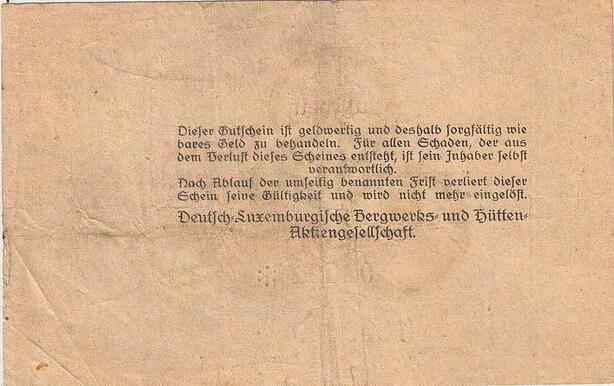 Dieser Gutschein ist geldwertig und deshalb sorgfältig wie
bares Geld zu behandeln. Für allen Schaden, der aus
dem Verlust dieses Scheines entsteht, ist sein Inhaber selbst
verantwortlich.
Nach Ablauf der umseitig benannten Frist verliert dieser
Schein seine Gültigkeit und wird nicht mehr eingelöst.
Deutsch-Luxemburgische Bergwerks- und Hütten-
Aktiengesellschaft.